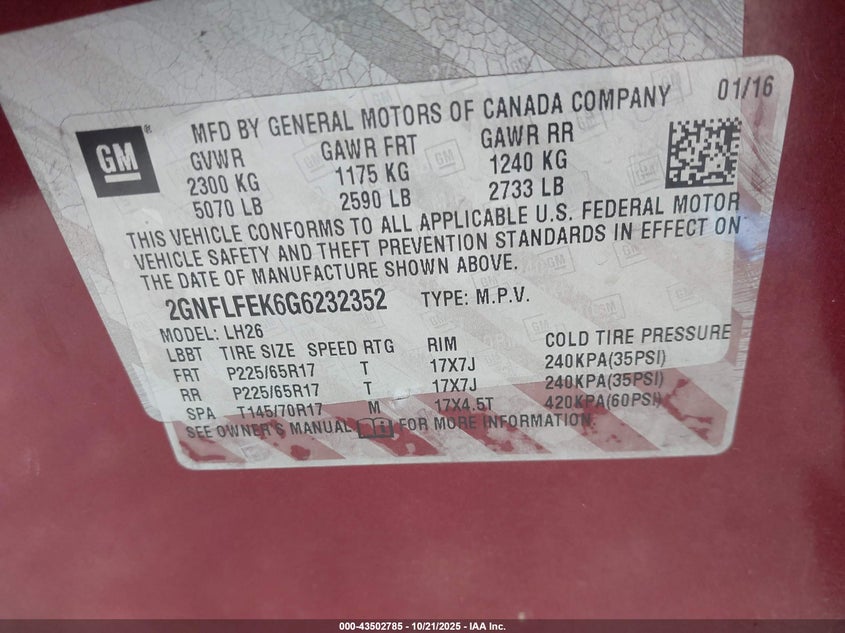 01/16
GM
MFD BY GENERAL MOTORS OF CANADA COMPANY
GVWR GAWR FRT GAWR RR
2300 KG 1175 KG 1240 KG
5070 LB 2590 LB 2733 LB
THIS VEHICLE CONFORMS TO ALL APPLICABLE U.S. FEDERAL MOTOR
VEHICLE SAFETY AND THEFT PREVENTION STANDARDS IN EFFECT ON
THE DATE OF MANUFACTURE SHOWN ABOVE.
2GNFLFEK6G6232352 TYPE: M.P.V.
MODEL: LH26
LBBT TIRE SIZE SPEED RTG RIM COLD TIRE PRESSURE
FRT P225/65R17 T 17X7J 240KPA(35PSI)
RR P225/65R17 T 17X7J 240KPA(35PSI)
SPA T145/70R17 M 17X4.5T 420KPA(60PSI)
SEE OWNER'S MANUAL FOR MORE INFORMATION.
000-43502785 - 10/21/2025 - IAA Inc.